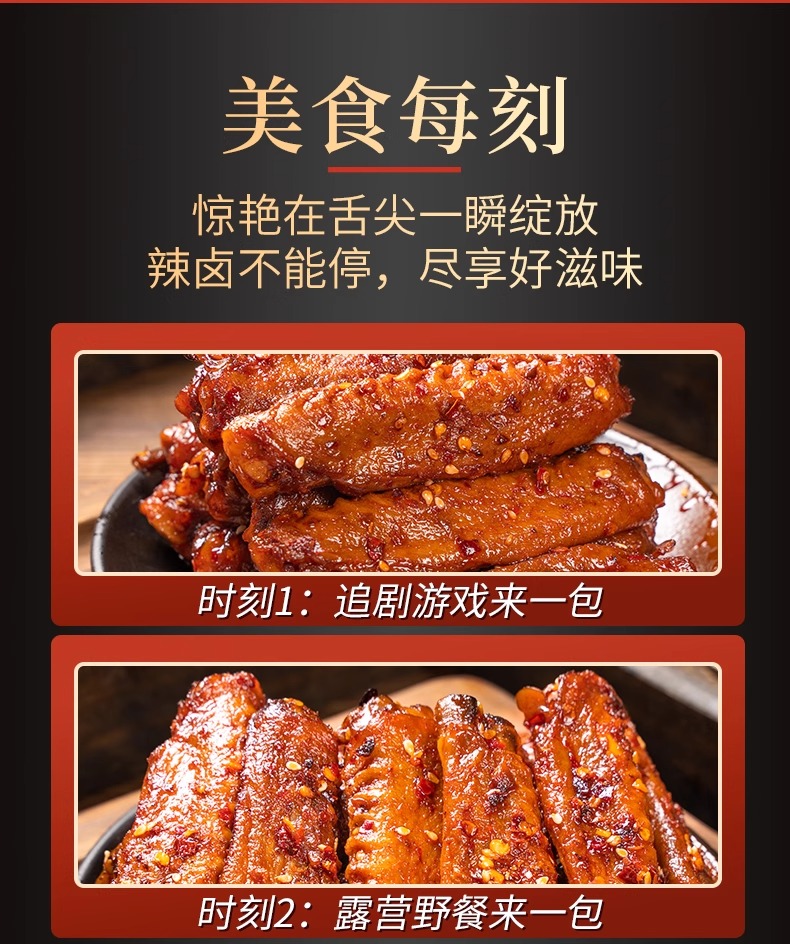 美食每刻
惊艳在舌尖一瞬绽放
辣卤不能停，尽享好滋味
时刻1：追剧游戏来一包
时刻2：露营野餐来一包